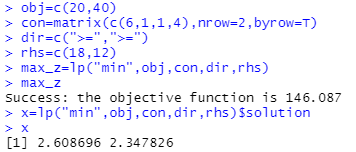 > obj=c(20,40)
> con=matrix(c(6,1,1,4),nrow=2,byrow=T)
> dir=c(">=",">=")
> rhs=c(18,12)
> max_z=lp("min",obj,con,dir,rhs)
> max_z
Success: the objective function is 146.087
> x=lp("min",obj,con,dir,rhs)$solution
> x
[1] 2.608696 2.347826